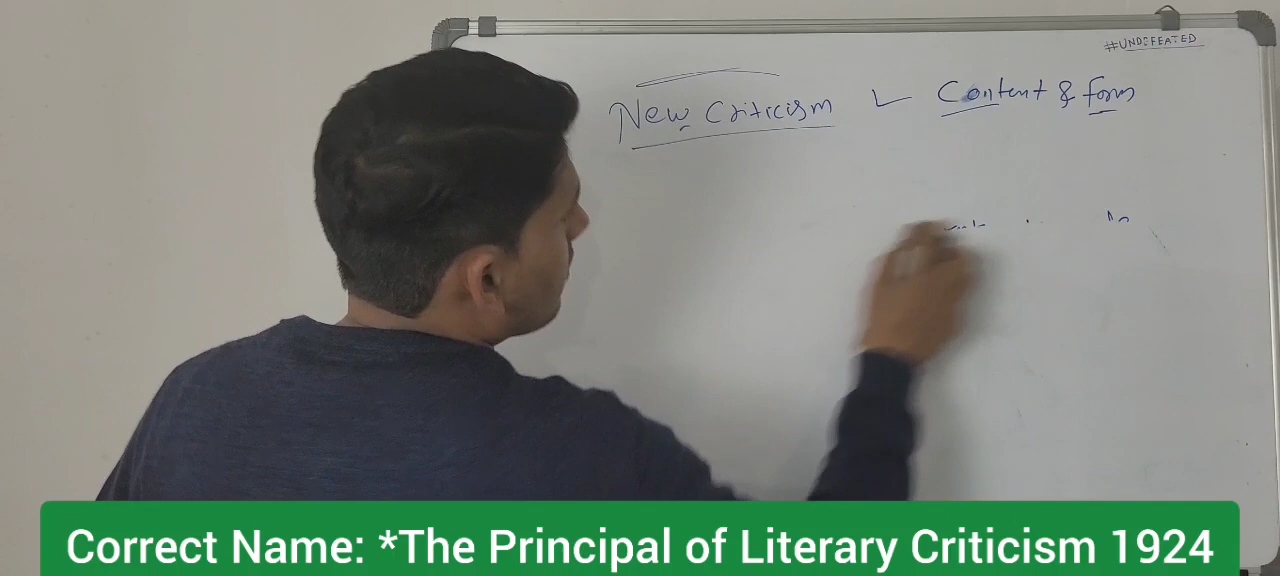 #UNDEFEATED
New Criticism ✓ Content & form
Correct Name: *The Principal of Literary Criticism 1924